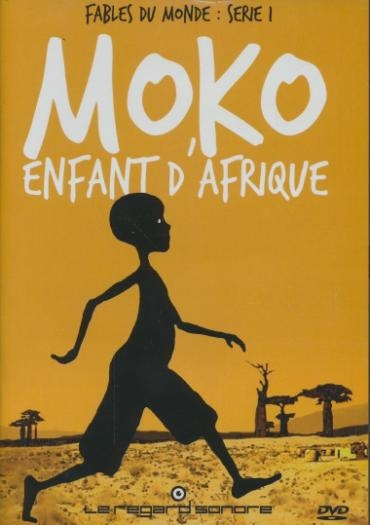 FABLES DU MONDE : SERIE 1
MOKO,
ENFANT D'AFRIQUE
Le regard sonore
DVD